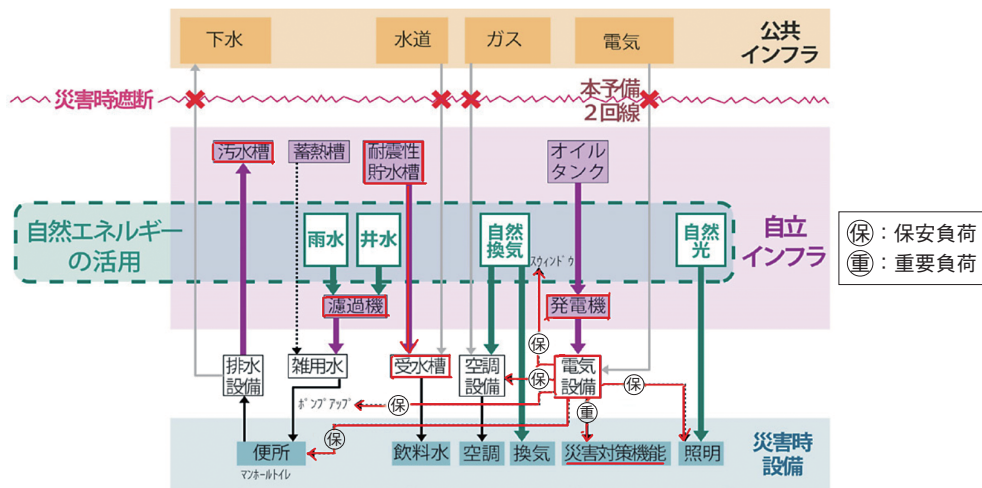 下水
水道
ガス
電気
公共
インフラ
災害時遮断
本予備
2回線
汚水槽
蓄熱槽
耐震性
貯水槽
オイル
タンク
自然エネルギー
の活用
雨水
井水
自然
換気
自然
光
自立
インフラ
スウィンドウ
濾過機
発電機
保:保安負荷
重:重要負荷
排水
設備
雑用水
受水槽
空調
設備
電気
設備
保
保
保
保
重
保
ポンプアップ
便所
飲料水
空調
換気
災害対策機能
照明
災害時
設備
マンホールトイレ